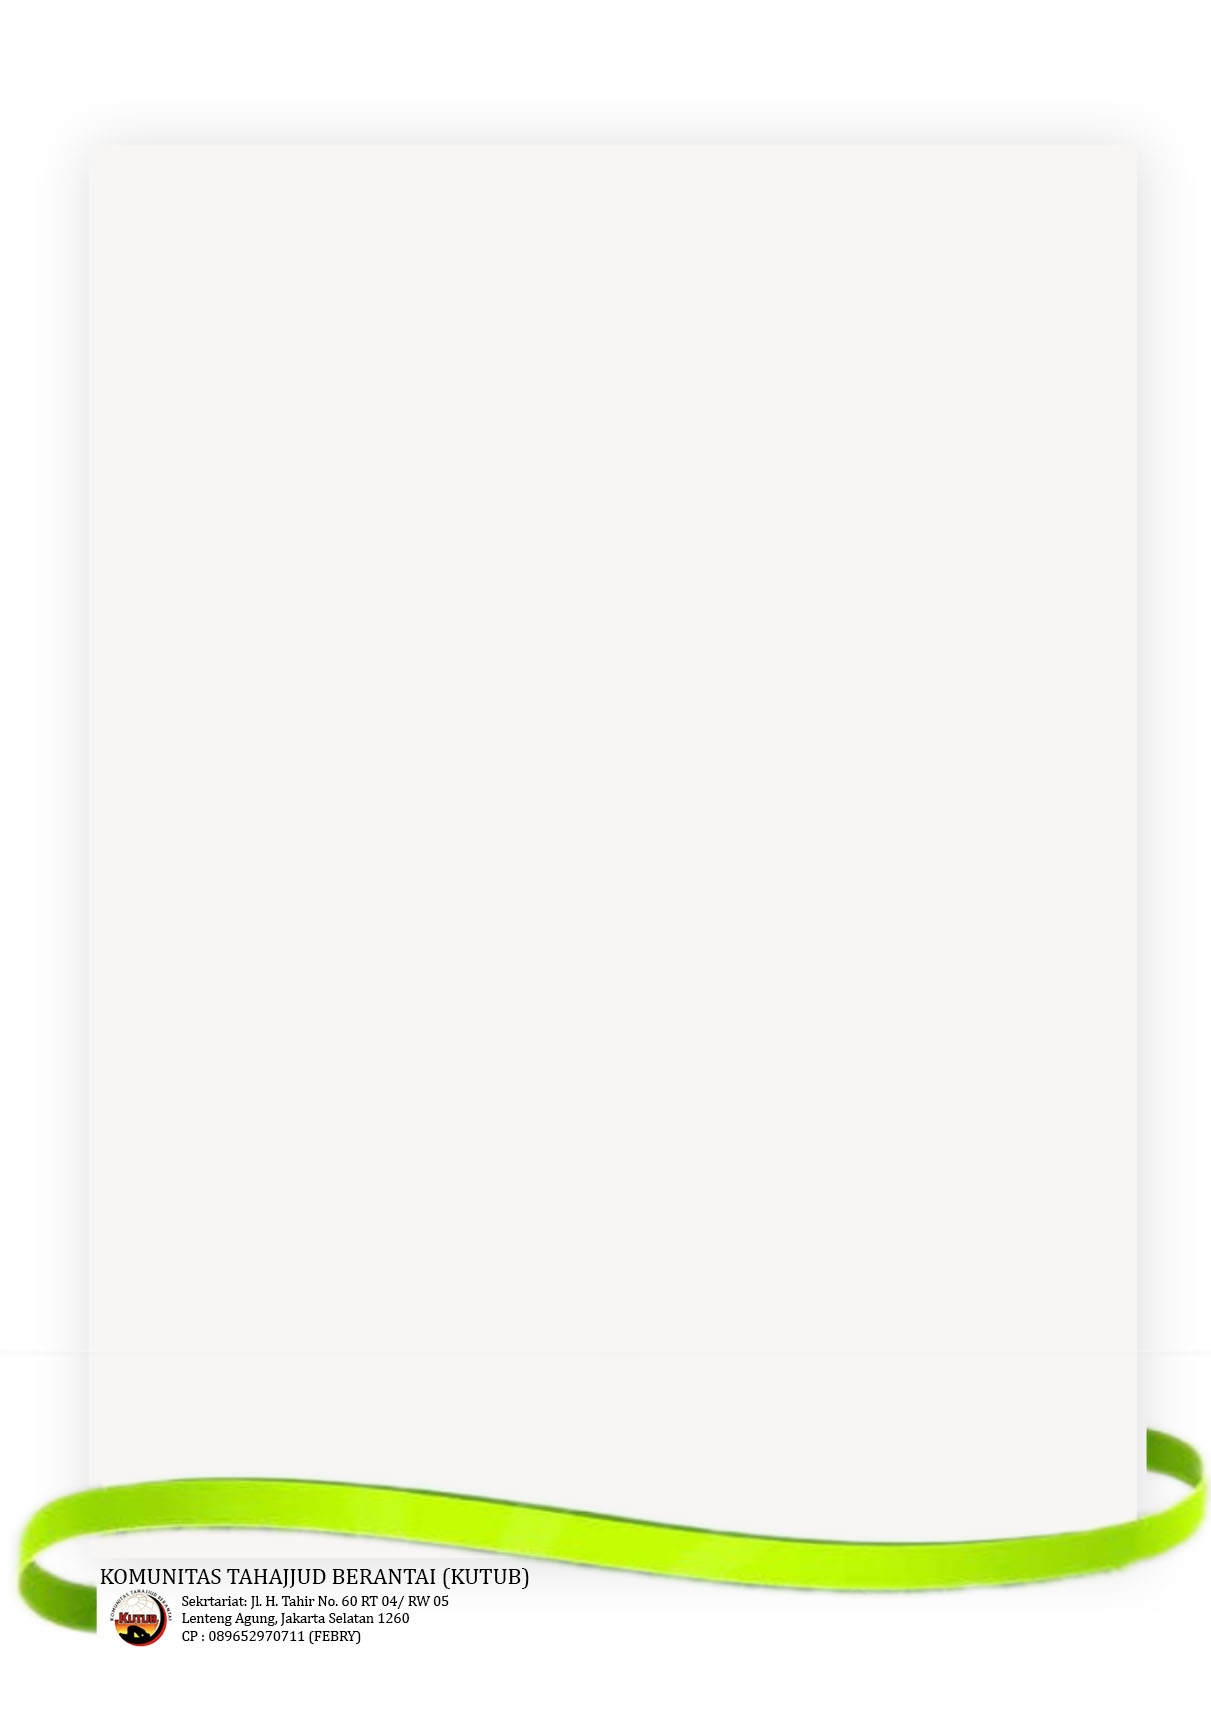 KOMUNITAS TAHAJJUD BERANTAI (KUTUB)
KOMUNITAS TAHAJJUD BERANTAI
KUTUB
Sekrtariat: Jl. H. Tahir No. 60 RT 04/ RW 05
Lenteng Agung, Jakarta Selatan 1260
CP : 089652970711 (FEBRY)